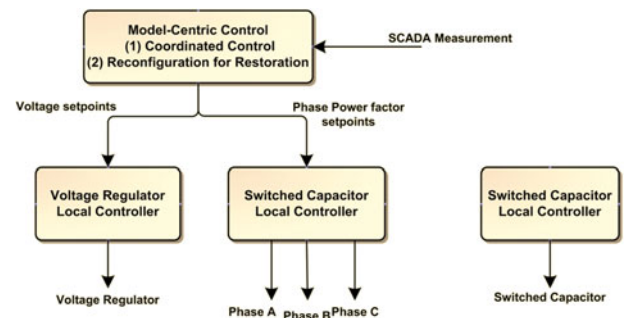 Model-Centric Control
(1) Coordinated Control
(2) Reconfiguration for Restoration
SCADA Measurement
Voltage setpoints
Phase Power factor
setpoints
Voltage Regulator
Local Controller
Switched Capacitor
Local Controller
Switched Capacitor
Local Controller
Voltage Regulator
Phase A
Phase B
Phase C
Switched Capacitor